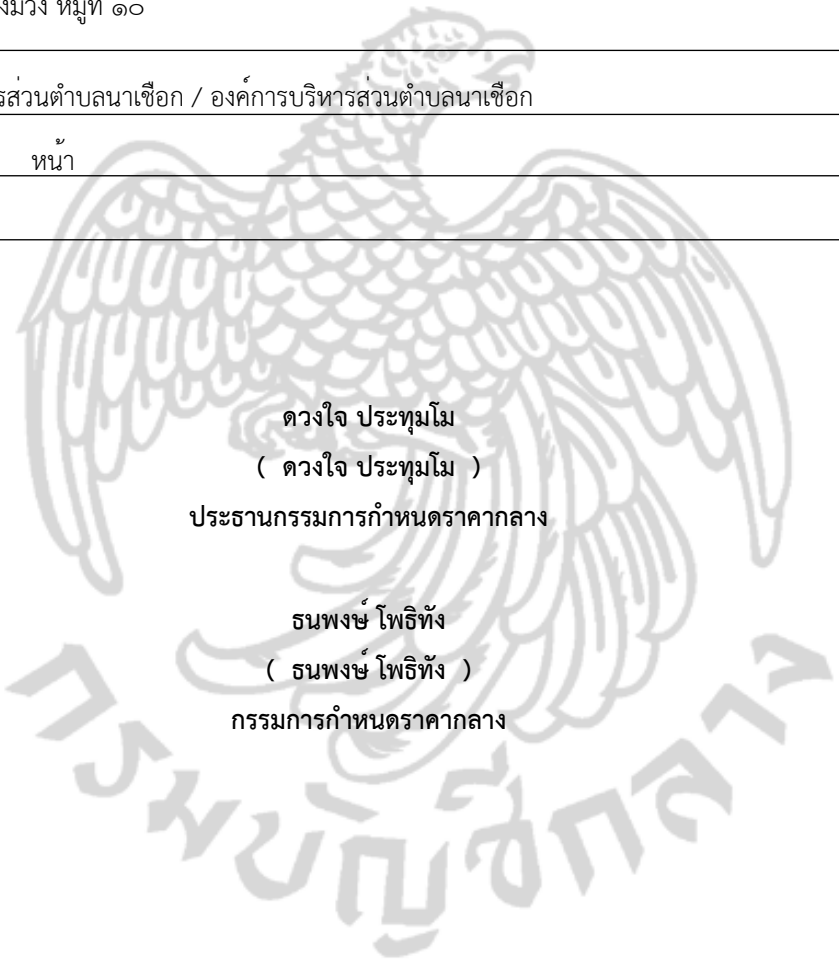 หมู่ที่ ๑๐
ส่วนตำบลนาเชือก / องค์การบริหารส่วนตำบลนาเชือก
หน้า
ดวงใจ ประทุมโม
( ดวงใจ ประทุมโม )
ประธานกรรมการกำหนดราคากลาง
ธนพงษ์ โพธิทัง
( ธนพงษ์ โพธิทัง )
กรรมการกำหนดราคากลาง
กรมบัญชีกลาง